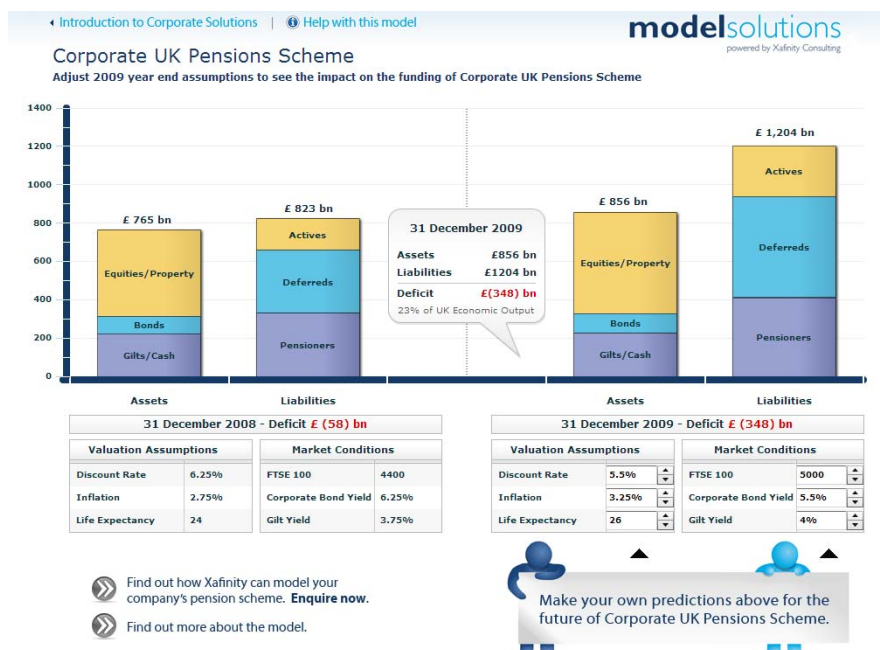 Introduction to Corporate Solutions | Help with this model
modelsolutions
powered by Xafinity Consulting
Corporate UK Pensions Scheme
Adjust 2009 year end assumptions to see the impact on the funding of Corporate UK Pensions Scheme
1400
1200
1000
800
600
400
200
0
£ 765 bn
Equities/Property
Bonds
Gilts/Cash
£ 823 bn
Actives
Deferreds
Pensioners
31 December 2009
Assets £856 bn
Liabilities £1204 bn
Deficit £(348) bn
23% of UK Economic Output
£ 856 bn
Equities/Property
Bonds
Gilts/Cash
£ 1,204 bn
Actives
Deferreds
Pensioners
Assets Liabilities Assets Liabilities
31 December 2008 - Deficit £ (58) bn
Valuation Assumptions Market Conditions
Discount Rate 6.25% FTSE 100 4400
Inflation 2.75% Corporate Bond Yield 6.25%
Life Expectancy 24 Gilt Yield 3.75%
31 December 2009 - Deficit £ (348) bn
Valuation Assumptions Market Conditions
Discount Rate 5.5% FTSE 100 5000
Inflation 3.25% Corporate Bond Yield 5.5%
Life Expectancy 26 Gilt Yield 4%
Find out how Xafinity can model your
company's pension scheme. Enquire now.
Find out more about the model.
Make your own predictions above for the
future of Corporate UK Pensions Scheme.